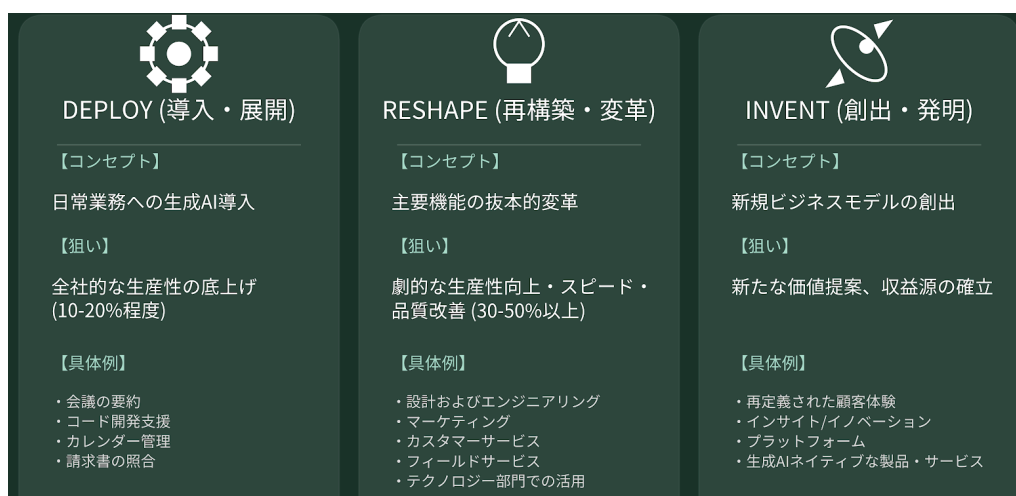 DEPLOY (導入・展開)
【コンセプト】
日常業務への生成AI導入
【狙い】
全社的な生産性の底上げ
(10-20%程度)
【具体例】
・会議の要約
・コード開発支援
・カレンダー管理
・請求書の照合
RESHAPE (再構築・変革)
【コンセプト】
主要機能の抜本的変革
【狙い】
劇的な生産性向上・スピード・
品質改善 (30-50%以上)
【具体例】
・設計およびエンジニアリング
・マーケティング
・カスタマーサービス
・フィールドサービス
・テクノロジー部門での活用
INVENT (創出・発明)
【コンセプト】
新規ビジネスモデルの創出
【狙い】
新たな価値提案、収益源の確立
【具体例】
・再定義された顧客体験
・インサイト/イノベーション
・プラットフォーム
・生成AIネイティブな製品・サービス